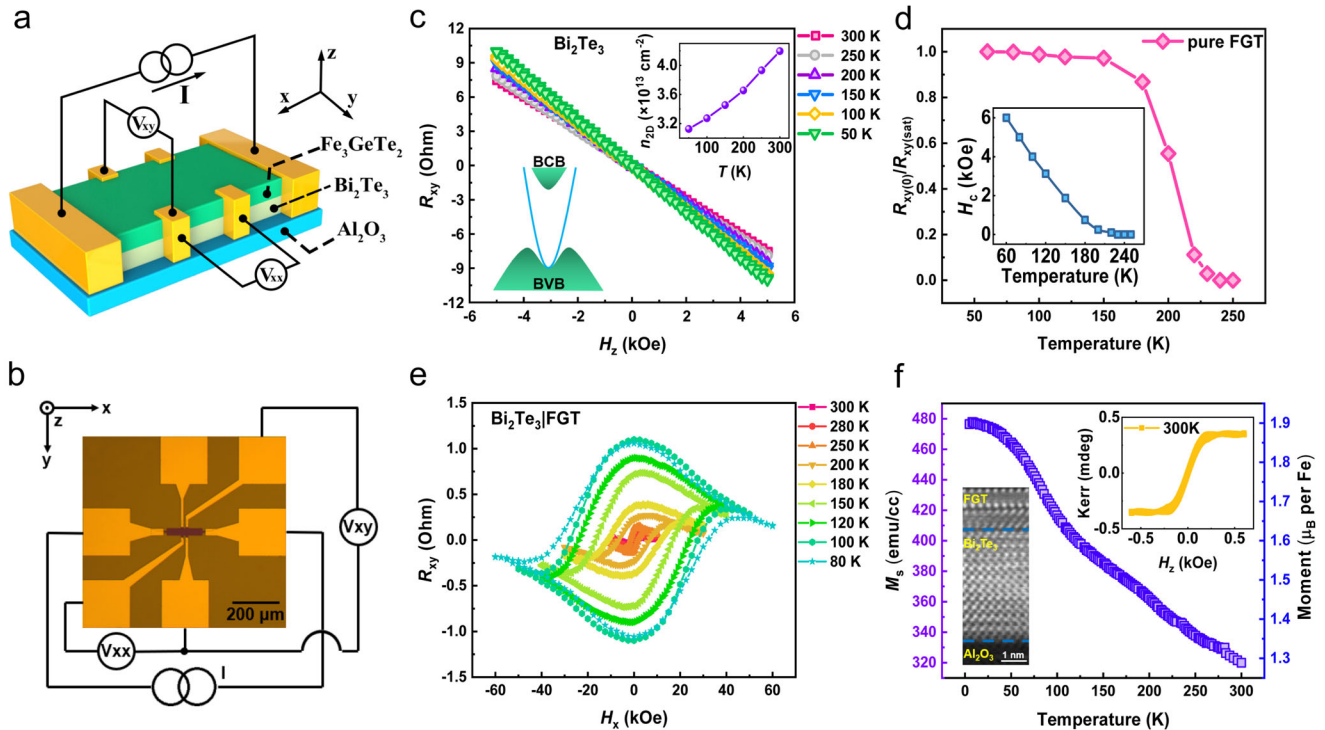 a
z
x
y
I
Vxy
Fe3GeTe2
Bi2Te3
Al2O3
Vxx
b
z
x
y
200 μm
Vxy
Vxx
I
c
Bi2Te3
300 K
250 K
200 K
150 K
100 K
50 K
12
9
6
3
0
-3
-6
-9
-12
Rxy (Ohm)
-6
-4
-2
0
2
4
6
Hz (kOe)
n2D (×10^13 cm^-2)
4.2
3.6
100
200
300
T (K)
BCB
BVB
d
pure FGT
Rxy(0)/Rxy(sat)
1.0
0.8
0.6
0.4
0.2
0.0
0
50
100
150
200
250
Temperature (K)
Hc (kOe)
6
4
2
0
60
120
180
240
Temperature (K)
e
Bi2Te3|FGT
300 K
280 K
250 K
200 K
180 K
150 K
120 K
100 K
80 K
1.5
1.0
0.5
0.0
-0.5
-1.0
-1.5
Rxy (Ohm)
-60
-40
-20
0
20
40
60
Hx (kOe)
f
Ms (emu/cc)
480
460
440
420
400
380
360
340
320
0
50
100
150
200
250
300
Temperature (K)
1.9
1.8
1.7
1.6
1.5
1.4
1.3
Moment (μB per Fe)
FGT
Bi2Te3
Al2O3
1 nm
300K
Kerr (mdeg)
0.5
0.0
-0.5
-0.5
0.0
0.5
Hz (kOe)